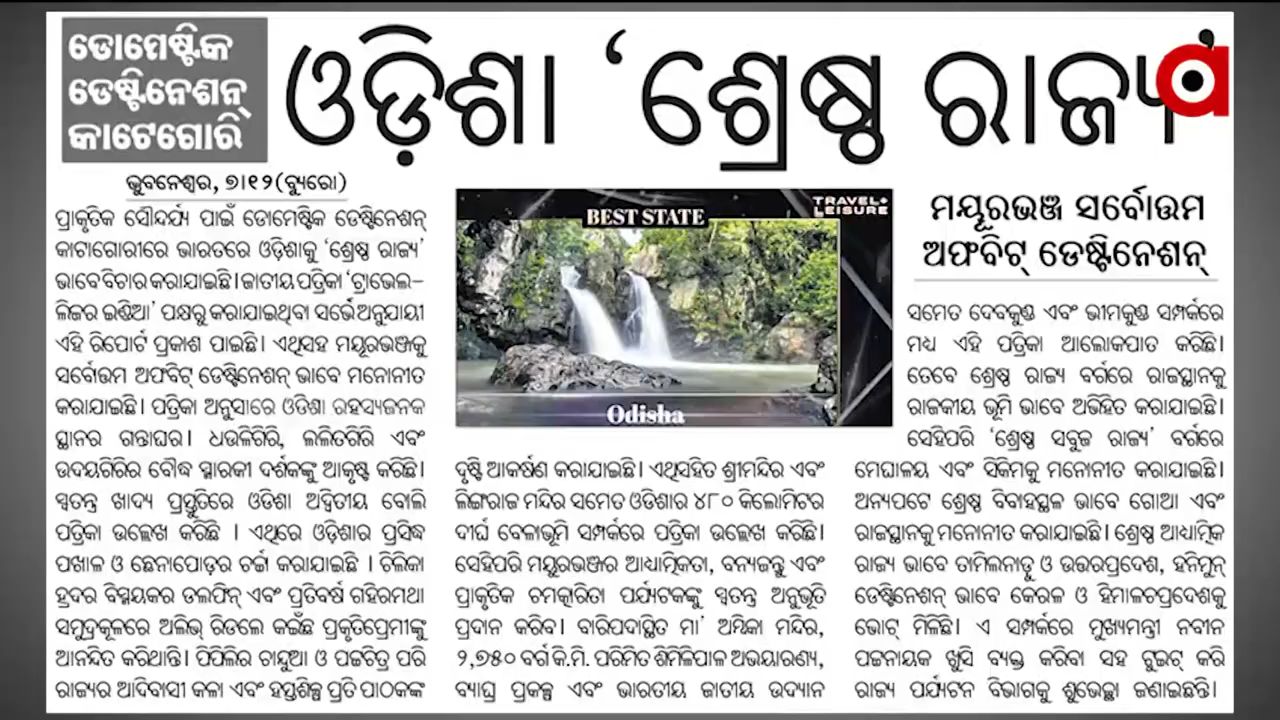 ଡୋମେଷ୍ଟିକ
ଡେଷ୍ଟିନେଶନ୍
କାଟେଗୋରି
ଓଡ଼ିଶା ‘ଶ୍ରେଷ୍ଠ ରାଜ୍ୟ’
ଭୁବନେଶ୍ୱର, ୭।୧୨(ବ୍ୟୁରୋ)
ପ୍ରାକୃତିକ ସୌନ୍ଦର୍ଯ୍ୟ ପାଇଁ ଡୋମେଷ୍ଟିକ ଡେଷ୍ଟିନେଶନ୍
କାଟାଗୋରୀରେ ଭାରତରେ ଓଡ଼ିଶାକୁ ‘ଶ୍ରେଷ୍ଠ ରାଜ୍ୟ’
ଭାବେ ବିଚାର କରାଯାଇଛି। ଜାତୀୟ ପତ୍ରିକା ‘ଟ୍ରାଭେଲ-
ଲିଜର ଇଣ୍ଡିଆ’ ପକ୍ଷରୁ କରାଯାଇଥିବା ସର୍ଭେ ଅନୁଯାୟୀ
ଏହି ରିପୋର୍ଟ ପ୍ରକାଶ ପାଇଛି। ଏଥିସହ ମୟୂରଭଞ୍ଜକୁ
ସର୍ବୋତ୍ତମ ଅଫବିଟ୍ ଡେଷ୍ଟିନେଶନ୍ ଭାବେ ମନୋନୀତ
କରାଯାଇଛି। ପତ୍ରିକା ଅନୁସାରେ ଓଡିଶା ରହସ୍ୟଜନକ
ସ୍ଥାନର ଗନ୍ତାଘର। ଧଉଳିଗିରି, ଲଲିତଗିରି ଏବଂ
ଉଦୟଗିରିର ବୌଦ୍ଧ ସ୍ମାରକୀ ଦର୍ଶକଙ୍କୁ ଆକୃଷ୍ଟ କରିଛି।
ସ୍ୱତନ୍ତ୍ର ଖାଦ୍ୟ ପ୍ରସ୍ତୁତିରେ ଓଡିଶା ଅଦ୍ୱିତୀୟ ବୋଲି
ପତ୍ରିକା ଉଲ୍ଲେଖ କରିଛି । ଏଥିରେ ଓଡ଼ିଶାର ପ୍ରସିଦ୍ଧ
ପଖାଳ ଓ ଛେନାପୋଡ଼ର ଚର୍ଚ୍ଚା କରାଯାଇଛି । ଚିଲିକା
ହ୍ରଦର ବିସ୍ମୟକର ଡଲଫିନ୍ ଏବଂ ପ୍ରତିବର୍ଷ ଗହିରମଥା
ସମୁଦ୍ରକୂଳରେ ଅଲିଭ୍ ରିଡଲେ କଇଁଛ ପ୍ରକୃତିପ୍ରେମୀଙ୍କୁ
ଆନନ୍ଦିତ କରିଥାନ୍ତି। ପିପିଲିର ଚାନ୍ଦୁଆ ଓ ପଟ୍ଟଚିତ୍ର ପରି
ରାଜ୍ୟର ଆଦିବାସୀ କଳା ଏବଂ ହସ୍ତଶିଳ୍ପ ପ୍ରତି ପାଠକଙ୍କ
BEST STATE
TRAVEL+
LEISURE
Odisha
ଦୃଷ୍ଟି ଆକର୍ଷଣ କରାଯାଇଛି। ଏଥିସହିତ ଶ୍ରୀମନ୍ଦିର ଏବଂ
ଲିଙ୍ଗରାଜ ମନ୍ଦିର ସମେତ ଓଡିଶାର ୪୮୦ କିଲୋମିଟର
ଦୀର୍ଘ ବେଳାଭୂମି ସମ୍ପର୍କରେ ପତ୍ରିକା ଉଲ୍ଲେଖ କରିଛି।
ସେହିପରି ମୟୂରଭଞ୍ଜର ଆଧ୍ୟାତ୍ମିକତା, ବନ୍ୟଜନ୍ତୁ ଏବଂ
ପ୍ରାକୃତିକ ଚମତ୍କାରିତା ପର୍ଯ୍ୟଟକଙ୍କୁ ସ୍ୱତନ୍ତ୍ର ଅନୁଭୂତି
ପ୍ରଦାନ କରିବ। ବାରିପଦାସ୍ଥିତ ମା’ ଅମ୍ବିକା ମନ୍ଦିର,
୨,୭୫୦ ବର୍ଗ କି.ମି. ପରିମିତ ଶିମିଳିପାଳ ଅଭୟାରଣ୍ୟ,
ବ୍ୟାଘ୍ର ପ୍ରକଳ୍ପ ଏବଂ ଭାରତୀୟ ଜାତୀୟ ଉଦ୍ୟାନ
ମୟୂରଭଞ୍ଜ ସର୍ବୋତ୍ତମ
ଅଫବିଟ୍ ଡେଷ୍ଟିନେଶନ୍
ସମେତ ଦେବକୁଣ୍ଡ ଏବଂ ଭୀମକୁଣ୍ଡ ସମ୍ପର୍କରେ
ମଧ୍ୟ ଏହି ପତ୍ରିକା ଆଲୋକପାତ କରିଛି।
ତେବେ ଶ୍ରେଷ୍ଠ ରାଜ୍ୟ ବର୍ଗରେ ରାଜସ୍ଥାନକୁ
ରାଜକୀୟ ଭୂମି ଭାବେ ଅଭିହିତ କରାଯାଇଛି।
ସେହିପରି ‘ଶ୍ରେଷ୍ଠ ସବୁଜ ରାଜ୍ୟ’ ବର୍ଗରେ
ମେଘାଳୟ ଏବଂ ସିକିମକୁ ମନୋନୀତ କରାଯାଇଛି।
ଅନ୍ୟପଟେ ଶ୍ରେଷ୍ଠ ବିବାହସ୍ଥଳ ଭାବେ ଗୋଆ ଏବଂ
ରାଜସ୍ଥାନକୁ ମନୋନୀତ କରାଯାଇଛି। ଶ୍ରେଷ୍ଠ ଆଧ୍ୟାତ୍ମିକ
ରାଜ୍ୟ ଭାବେ ତାମିଲନାଡୁ ଓ ଉତ୍ତରପ୍ରଦେଶ, ହନିମୁନ୍
ଡେଷ୍ଟିନେଶନ୍ ଭାବେ କେରଳ ଓ ହିମାଚଳପ୍ରଦେଶକୁ
ଭୋଟ୍ ମିଳିଛି। ଏ ସମ୍ପର୍କରେ ମୁଖ୍ୟମନ୍ତ୍ରୀ ନବୀନ
ପଟ୍ଟନାୟକ ଖୁସି ବ୍ୟକ୍ତ କରିବା ସହ ଟୁଇଟ୍ କରି
ରାଜ୍ୟ ପର୍ଯ୍ୟଟନ ବିଭାଗକୁ ଶୁଭେଚ୍ଛା ଜଣାଇଛନ୍ତି।